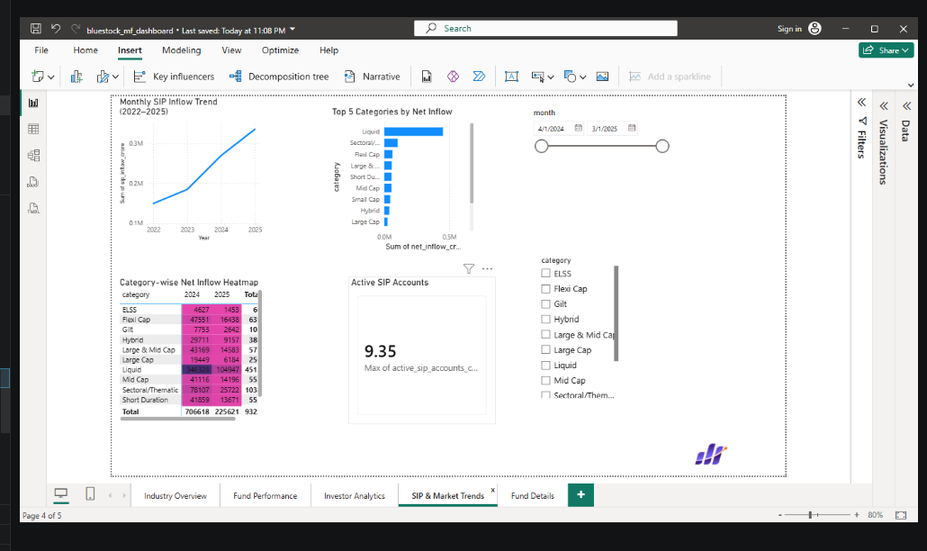 bluestock_mf_dashboard • Last saved: Today at 11:08 PM
Search
Sign in
File Home Insert Modeling View Optimize Help
Share
Key influencers Decomposition tree Narrative Add a sparkline
Monthly SIP Inflow Trend
(2022–2025)
Sum of sip_inflow_crore
0.3M
0.2M
0.1M
2022 2023 2024 2025
Year
Top 5 Categories by Net Inflow
category
Liquid
Sectoral/...
Flexi Cap
Large &...
Short Du...
Mid Cap
Small Cap
Hybrid
Large Cap
0.0M 0.5M
Sum of net_inflow_cr...
month
4/1/2024 3/1/2025
Filters
Visualizations
Data
Category-wise Net Inflow Heatmap
category 2024 2025 Tota
ELSS 4627 1453 6
Flexi Cap 47551 16438 63
Gilt 7753 2642 10
Hybrid 29711 9157 38
Large & Mid Cap 43169 14583 57
Large Cap 19449 6184 25
Liquid 104947 451
Mid Cap 41116 14196 55
Sectoral/Thematic 78107 25722 103
Short Duration 41859 13671 55
Total 706618 225621 932
Active SIP Accounts
9.35
Max of active_sip_accounts_c...
category
ELSS
Flexi Cap
Gilt
Hybrid
Large & Mid Cap
Large Cap
Liquid
Mid Cap
Sectoral/Them...
Industry Overview Fund Performance Investor Analytics SIP & Market Trends x Fund Details +
Page 4 of 5
- + 80%